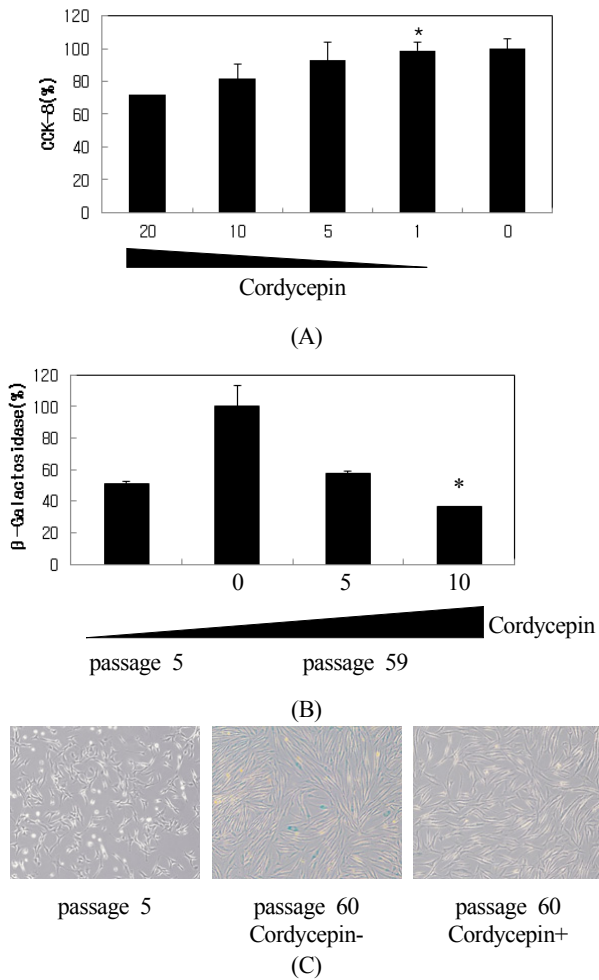 120
100
80
60
40
20
0
CCK-8(%)
*
20 10 5 1 0
Cordycepin
(A)
120
100
80
60
40
20
0
β-Galactosidase(%)
*
0 5 10
Cordycepin
passage 5 passage 59
(B)
passage 5 passage 60 passage 60
Cordycepin- Cordycepin+
(C)